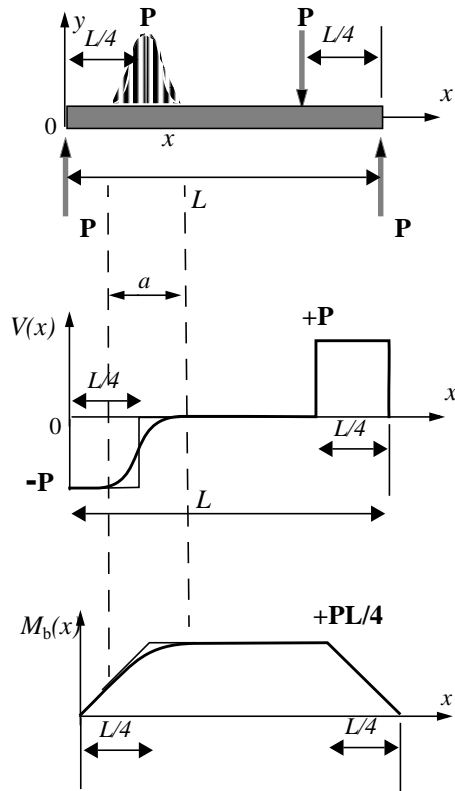 y P P
L/4 L/4
x
0 x
L
P P
a
V(x) +P
L/4 x
0 L/4
-P
L
+PL/4
M_b(x)
x
L/4 L/4